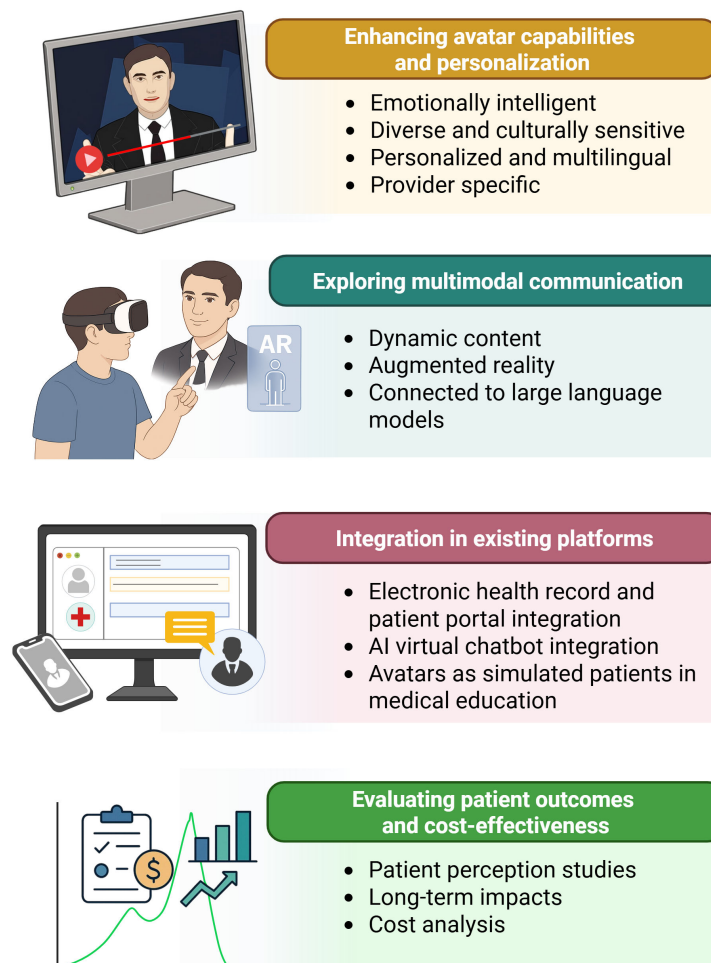 Enhancing avatar capabilities
and personalization
• Emotionally intelligent
• Diverse and culturally sensitive
• Personalized and multilingual
• Provider specific
Exploring multimodal communication
AR
• Dynamic content
• Augmented reality
• Connected to large language
models
Integration in existing platforms
• Electronic health record and
patient portal integration
• AI virtual chatbot integration
• Avatars as simulated patients in
medical education
Evaluating patient outcomes
and cost-effectiveness
$
• Patient perception studies
• Long-term impacts
• Cost analysis